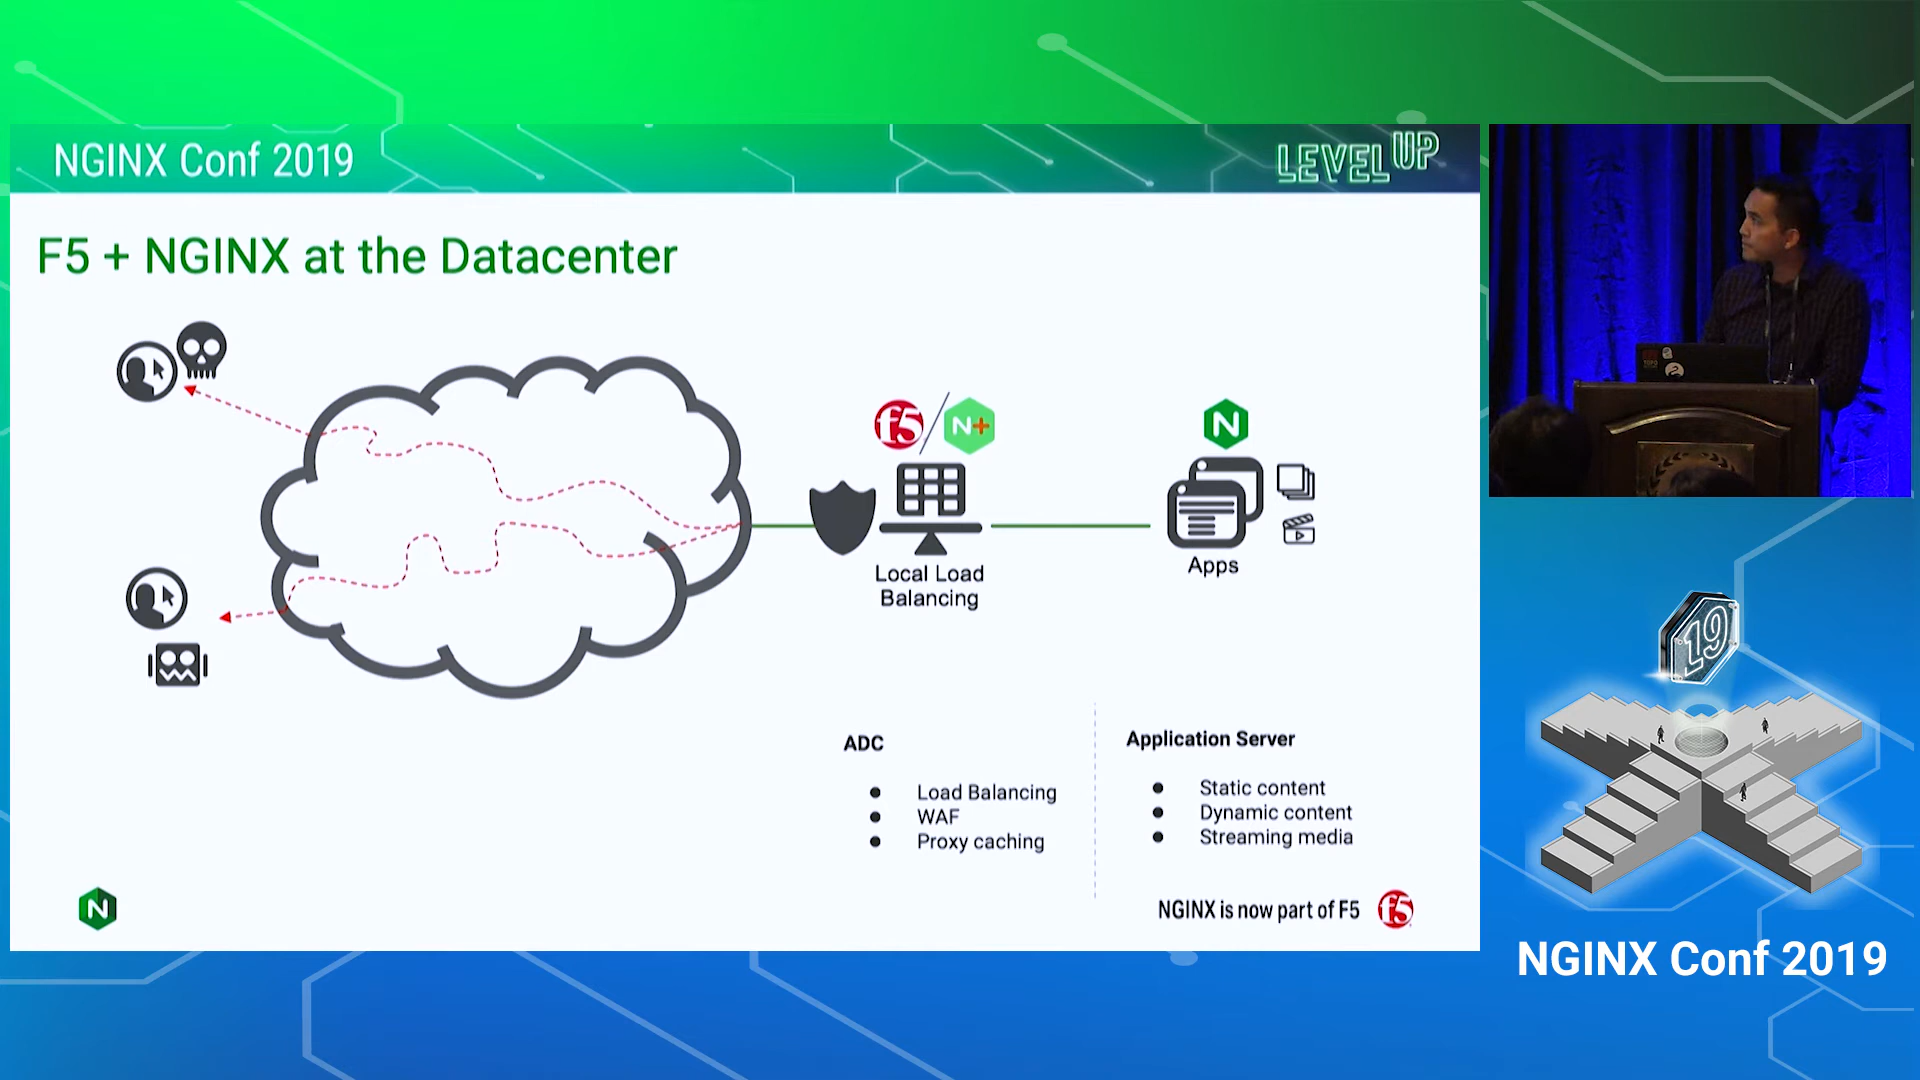 NGINX Conf 2019
LEVEL UP
F5 + NGINX at the Datacenter
f5
N+
N
Local Load
Balancing
Apps
ADC
Load Balancing
WAF
Proxy caching
Application Server
Static content
Dynamic content
Streaming media
N
NGINX is now part of F5
f5
19
NGINX Conf 2019